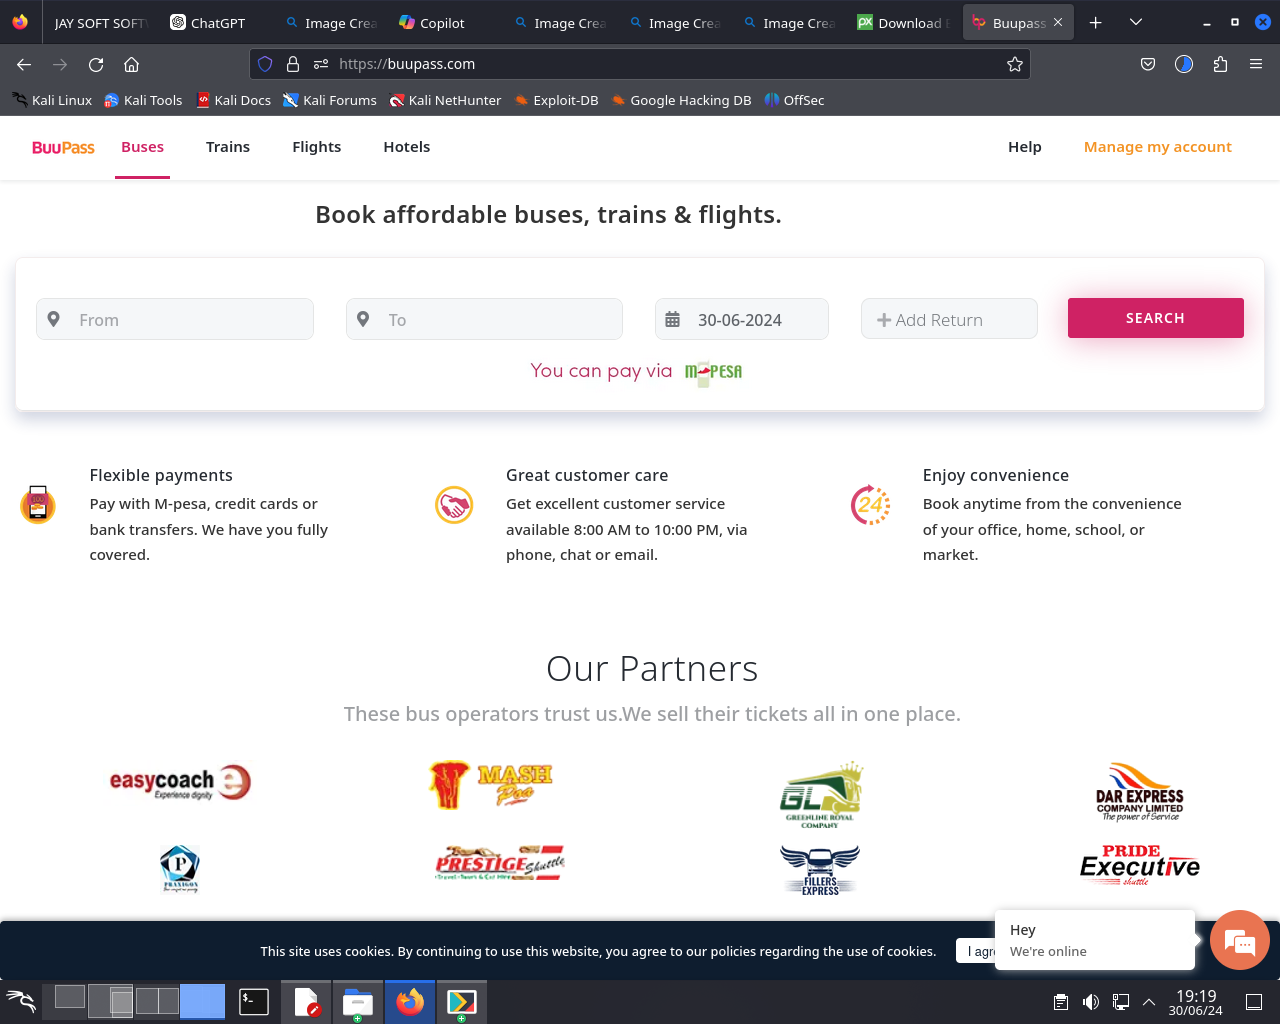 JAY SOFT SOFTW
ChatGPT
Image Crea
Copilot
Image Crea
Image Crea
Image Crea
Download
Buupass
https://buupass.com
Kali Linux
Kali Tools
Kali Docs
Kali Forums
Kali NetHunter
Exploit-DB
Google Hacking DB
OffSec
BuuPass
Buses
Trains
Flights
Hotels
Help
Manage my account
Book affordable buses, trains & flights.
From
To
30-06-2024
Add Return
SEARCH
You can pay via M-PESA
Flexible payments
Pay with M-pesa, credit cards or
bank transfers. We have you fully
covered.
Great customer care
Get excellent customer service
available 8:00 AM to 10:00 PM, via
phone, chat or email.
24
Enjoy convenience
Book anytime from the convenience
of your office, home, school, or
market.
Our Partners
These bus operators trust us.We sell their tickets all in one place.
easycoach e
Experience dignity
MASH
Poa
GL
GREENLINE ROYAL
COMPANY
DAR EXPRESS
COMPANY LIMITED
The power of Service
P
PRAXIGON
PRESTIGE Shuttle
FILLERS
EXPRESS
PRIDE
Executive
shuttle
This site uses cookies. By continuing to use this website, you agree to our policies regarding the use of cookies.
I agre
Hey
We're online
19:19
30/06/24